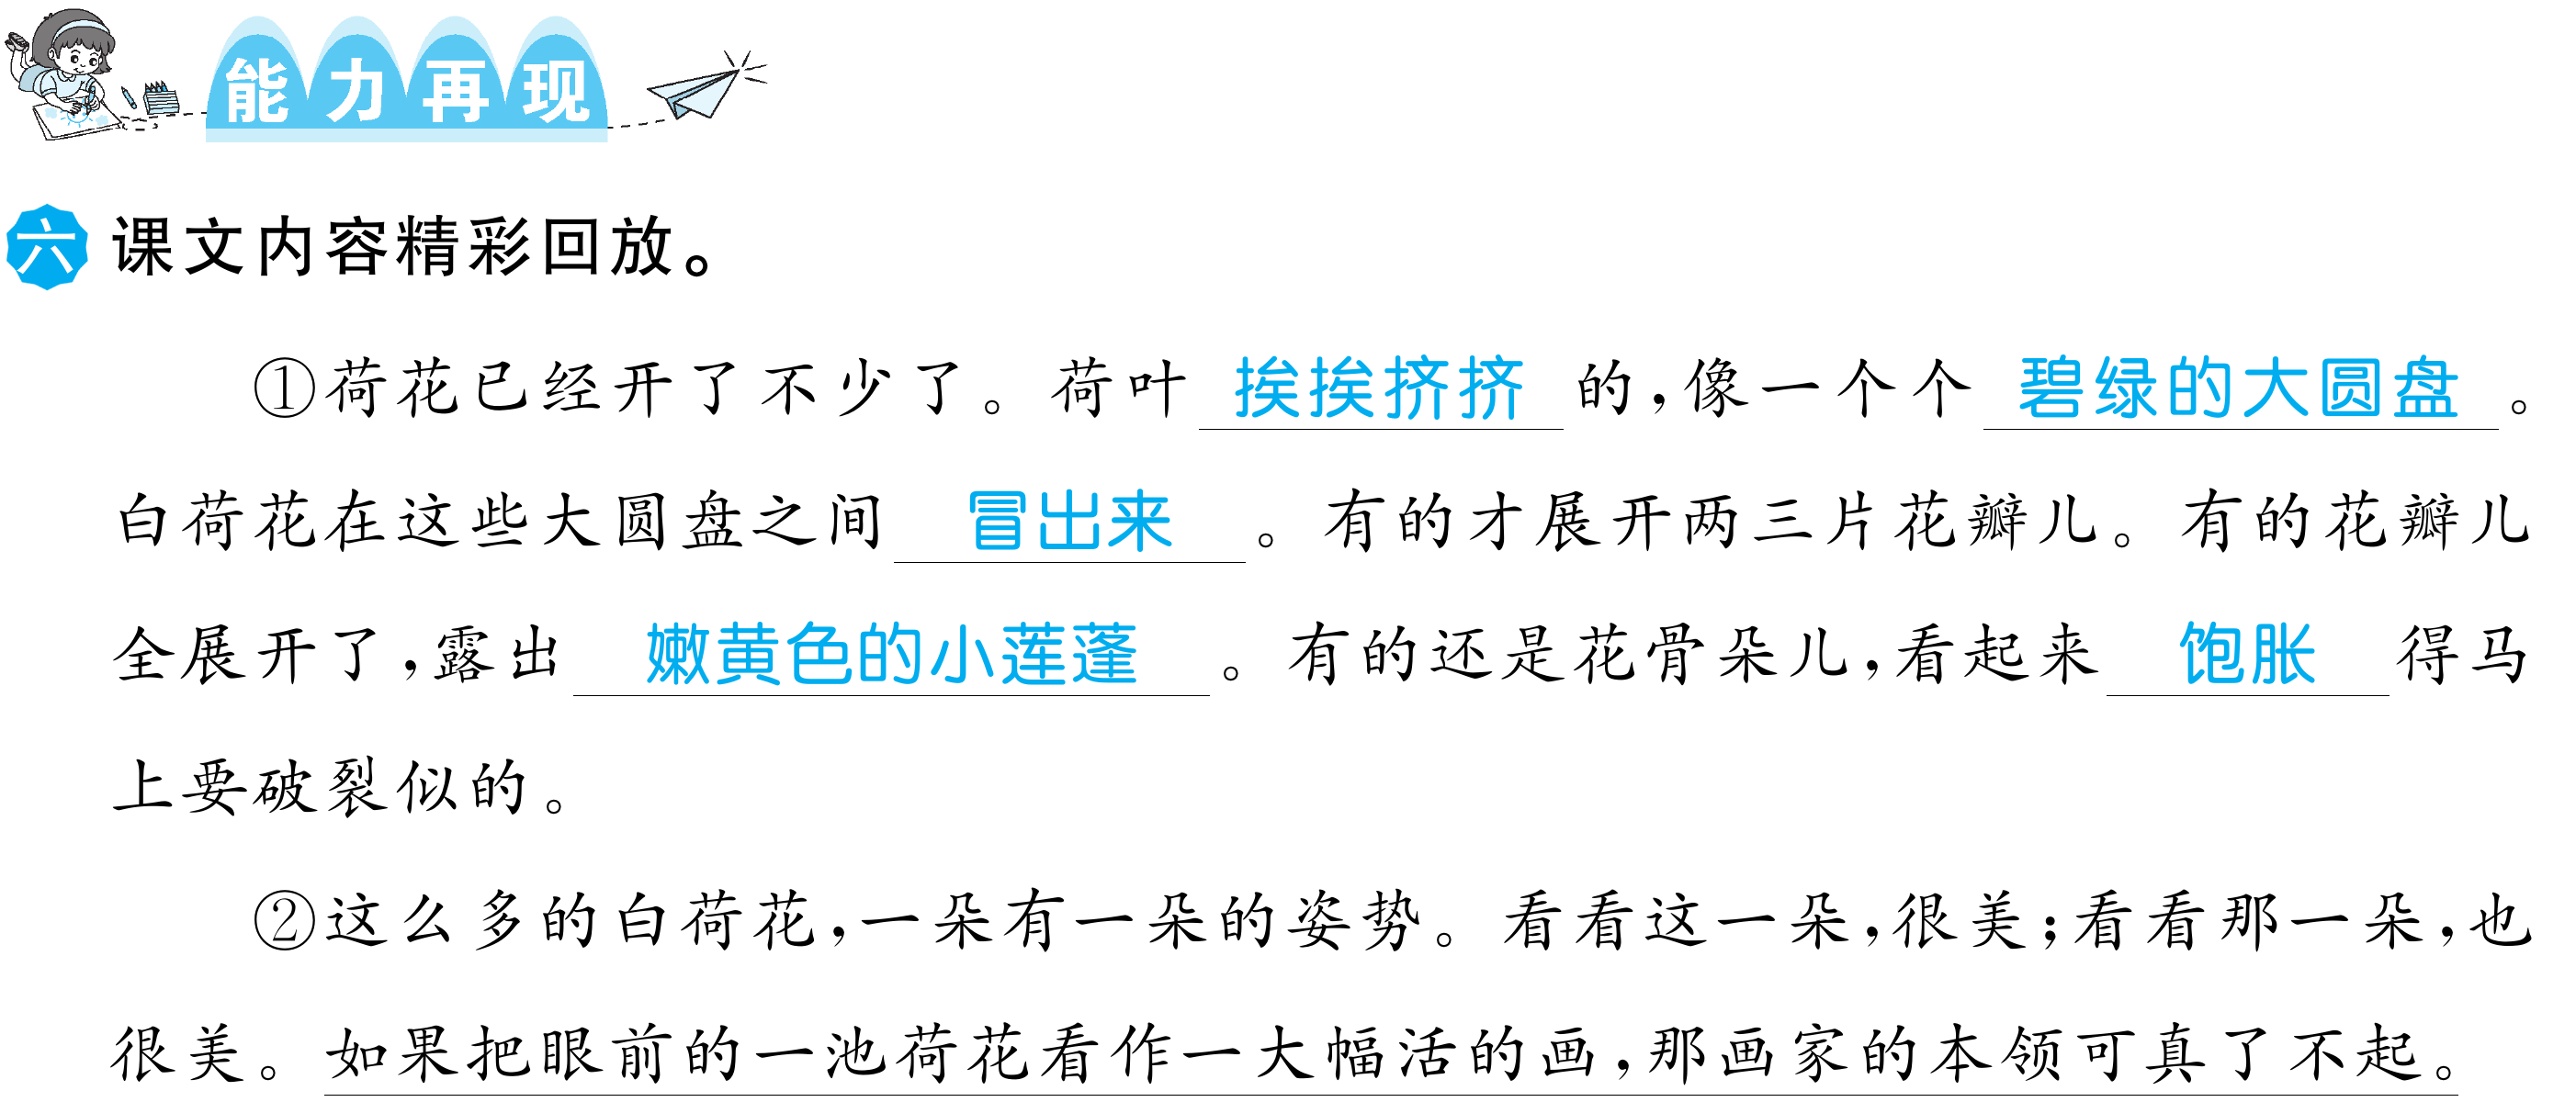 能力再现
六 课文内容精彩回放。
①荷花已经开了不少了。荷叶 挨挨挤挤 的,像一个个 碧绿的大圆盘 。
白荷花在这些大圆盘之间 冒出来 。有的才展开两三片花瓣儿。有的花瓣儿
全展开了,露出 嫩黄色的小莲蓬 。有的还是花骨朵儿,看起来 饱胀 得马
上要破裂似的。
②这么多的白荷花,一朵有一朵的姿势。看看这一朵,很美;看看那一朵,也
很美。如果把眼前的一池荷花看作一大幅活的画,那画家的本领可真了不起。